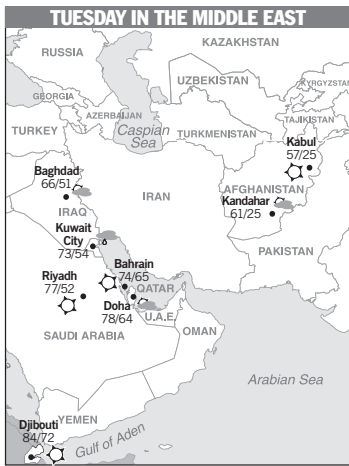 TUESDAY IN THE MIDDLE EAST
KAZAKHSTAN
RUSSIA
UZBEKISTAN
KYRGYZSTAN
GEORGIA
AZERBAIJAN
TAJIKISTAN
TURKEY
Caspian
Sea
TURKMENISTAN
Kabul
57/25
Baghdad
66/51
IRAN
AFGHANISTAN
Kandahar
61/25
IRAQ
Kuwait
City
73/54
PAKISTAN
Bahrain
74/65
Riyadh
77/52
QATAR
Doha
78/64
U.A.E.
OMAN
SAUDI ARABIA
Arabian Sea
YEMEN
Djibouti
84/72
Gulf of Aden